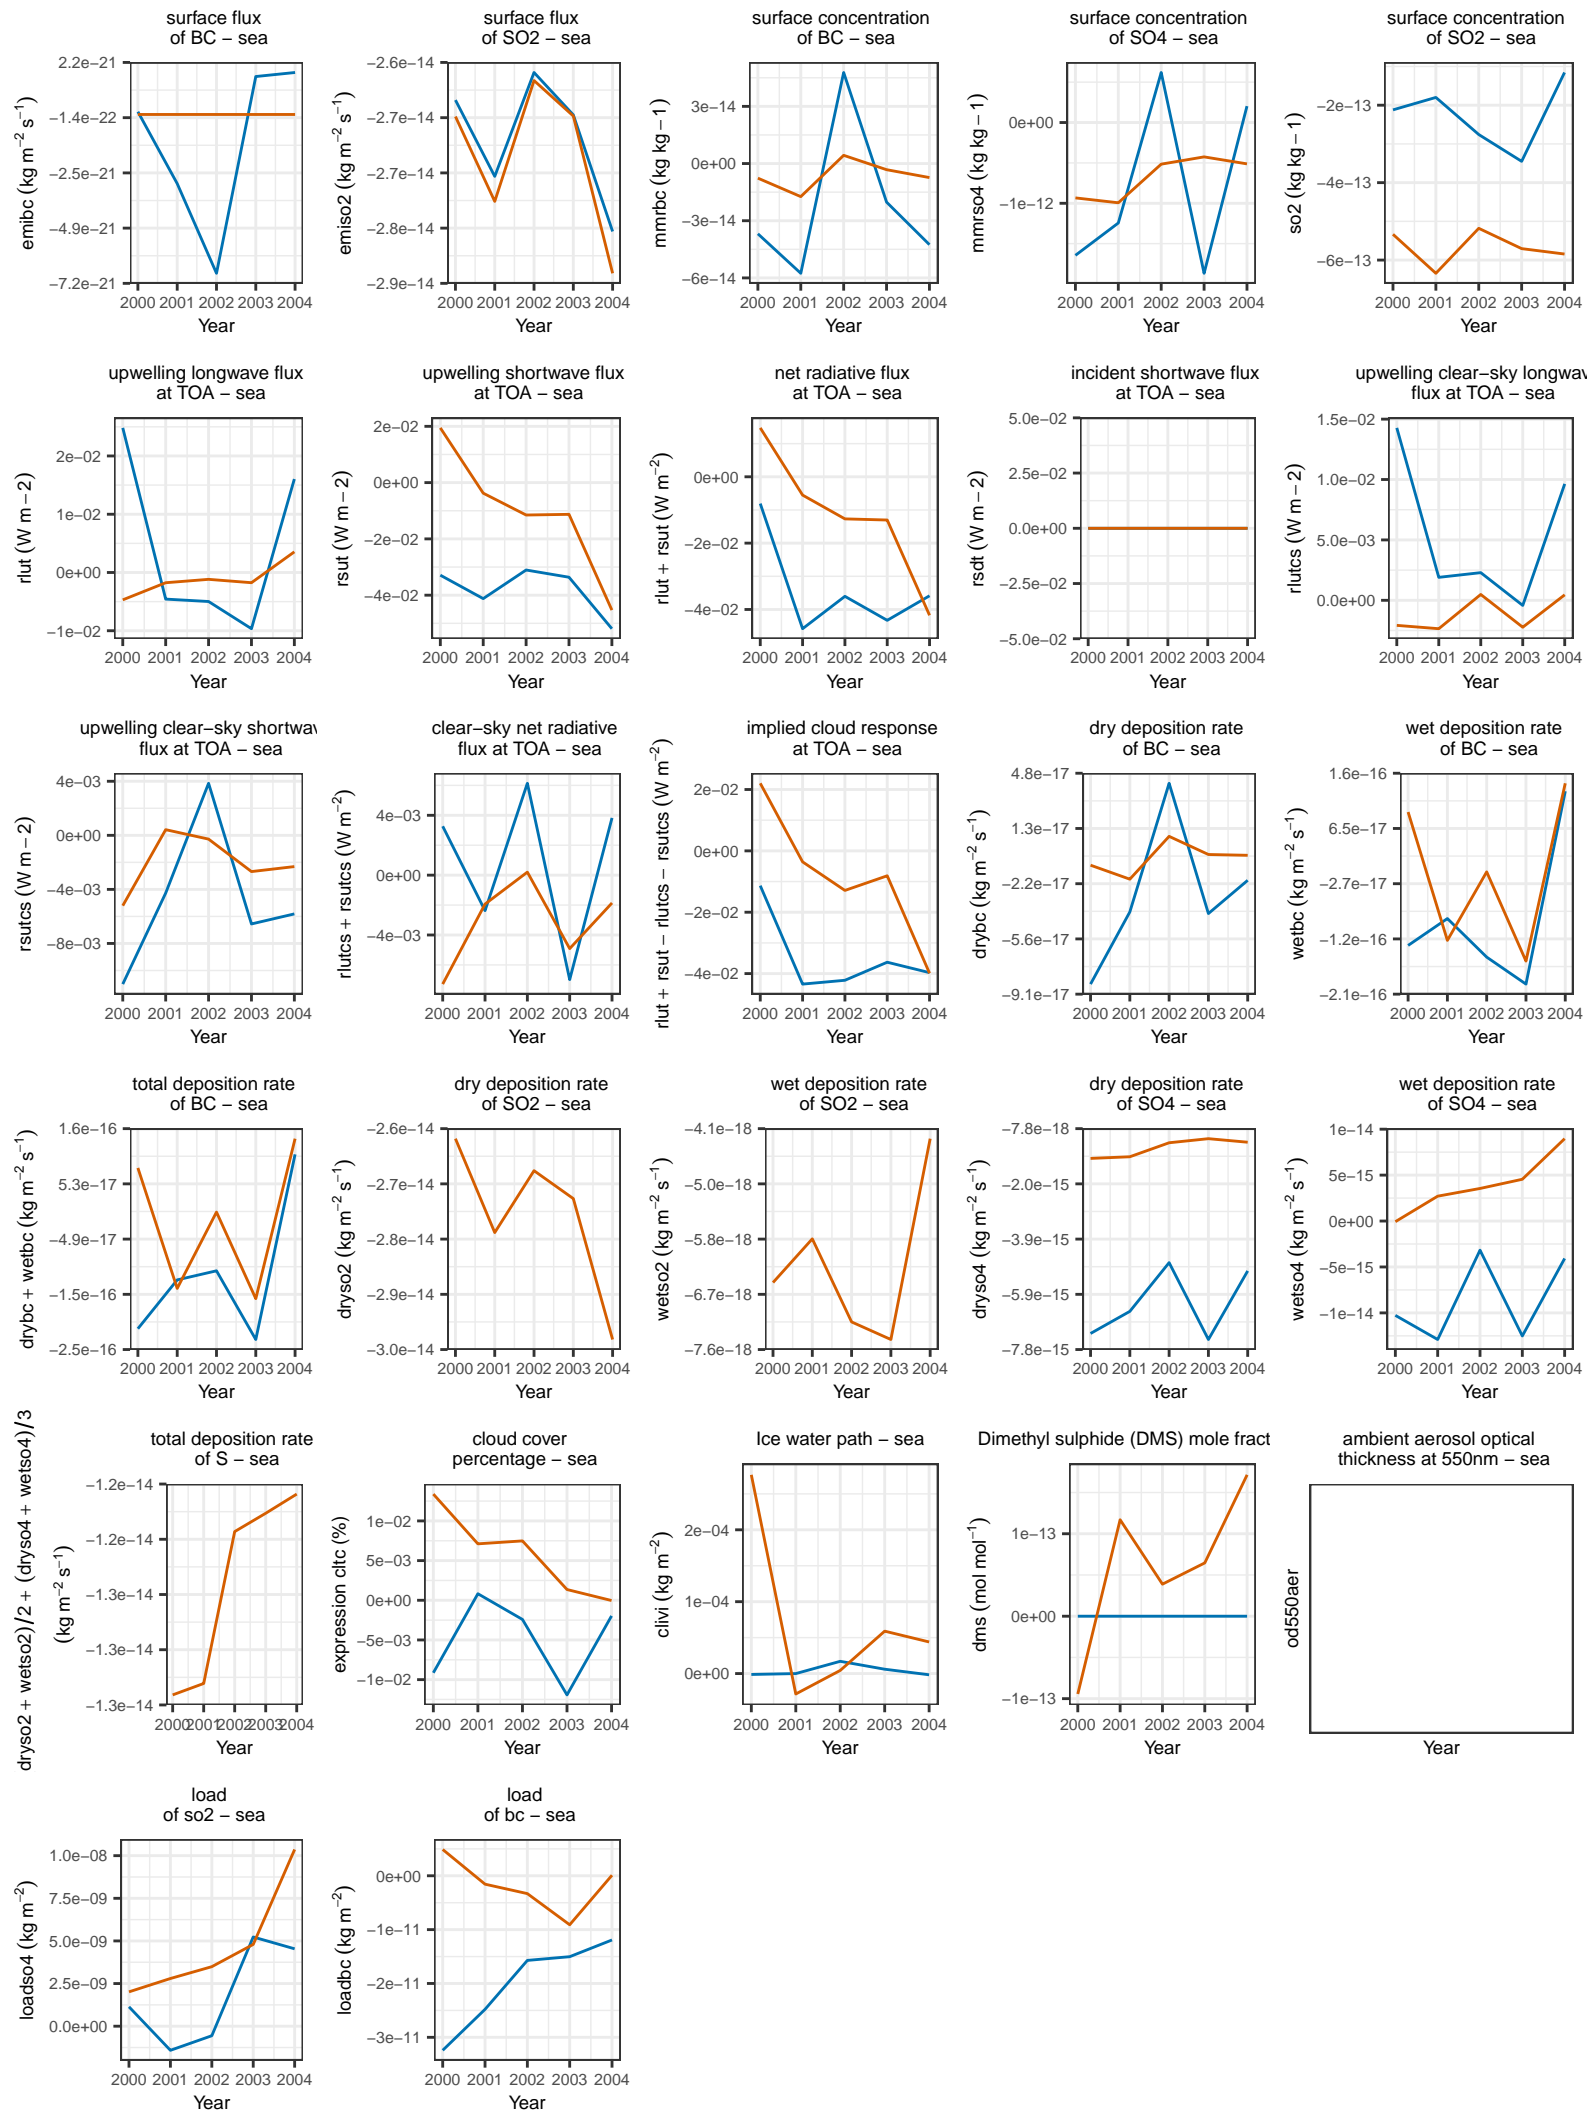 surface flux
of BC − sea
emibc (kg m−2 s−1)
2.2e−21
−1.4e−22
−2.5e−21
−4.9e−21
−7.2e−21
2000 2001 2002 2003 2004
Year
surface flux
of SO2 − sea
emiso2 (kg m−2 s−1)
−2.6e−14
−2.7e−14
−2.7e−14
−2.8e−14
−2.9e−14
2000 2001 2002 2003 2004
Year
surface concentration
of BC − sea
mmrbc (kg kg − 1)
3e−14
0e+00
−3e−14
−6e−14
2000 2001 2002 2003 2004
Year
surface concentration
of SO4 − sea
mmrso4 (kg kg − 1)
0e+00
−1e−12
2000 2001 2002 2003 2004
Year
surface concentration
of SO2 − sea
so2 (kg kg − 1)
−2e−13
−4e−13
−6e−13
2000 2001 2002 2003 2004
Year
upwelling longwave flux
at TOA − sea
rlut (W m − 2)
2e−02
1e−02
0e+00
−1e−02
2000 2001 2002 2003 2004
Year
upwelling shortwave flux
at TOA − sea
rsut (W m − 2)
2e−02
0e+00
−2e−02
−4e−02
2000 2001 2002 2003 2004
Year
net radiative flux
at TOA − sea
rlut + rsut (W m−2)
0e+00
−2e−02
−4e−02
2000 2001 2002 2003 2004
Year
incident shortwave flux
at TOA − sea
rsdt (W m − 2)
5.0e−02
2.5e−02
0.0e+00
−2.5e−02
−5.0e−02
2000 2001 2002 2003 2004
Year
upwelling clear−sky longwav
flux at TOA − sea
rlutcs (W m − 2)
1.5e−02
1.0e−02
5.0e−03
0.0e+00
2000 2001 2002 2003 2004
Year
upwelling clear−sky shortwav
flux at TOA − sea
rsutcs (W m − 2)
4e−03
0e+00
−4e−03
−8e−03
2000 2001 2002 2003 2004
Year
clear−sky net radiative
flux at TOA − sea
rlutcs + rsutcs (W m−2)
4e−03
0e+00
−4e−03
2000 2001 2002 2003 2004
Year
implied cloud response
at TOA − sea
rlut + rsut − rlutcs − rsutcs (W m−2)
2e−02
0e+00
−2e−02
−4e−02
2000 2001 2002 2003 2004
Year
dry deposition rate
of BC − sea
drybc (kg m−2 s−1)
4.8e−17
1.3e−17
−2.2e−17
−5.6e−17
−9.1e−17
2000 2001 2002 2003 2004
Year
wet deposition rate
of BC − sea
wetbc (kg m−2 s−1)
1.6e−16
6.5e−17
−2.7e−17
−1.2e−16
−2.1e−16
2000 2001 2002 2003 2004
Year
total deposition rate
of BC − sea
drybc + wetbc (kg m−2 s−1)
1.6e−16
5.3e−17
−4.9e−17
−1.5e−16
−2.5e−16
2000 2001 2002 2003 2004
Year
dry deposition rate
of SO2 − sea
dryso2 (kg m−2 s−1)
−2.6e−14
−2.7e−14
−2.8e−14
−2.9e−14
−3.0e−14
2000 2001 2002 2003 2004
Year
wet deposition rate
of SO2 − sea
wetso2 (kg m−2 s−1)
−4.1e−18
−5.0e−18
−5.8e−18
−6.7e−18
−7.6e−18
2000 2001 2002 2003 2004
Year
dry deposition rate
of SO4 − sea
dryso4 (kg m−2 s−1)
−7.8e−18
−2.0e−15
−3.9e−15
−5.9e−15
−7.8e−15
2000 2001 2002 2003 2004
Year
wet deposition rate
of SO4 − sea
wetso4 (kg m−2 s−1)
1e−14
5e−15
0e+00
−5e−15
−1e−14
2000 2001 2002 2003 2004
Year
total deposition rate
of S − sea
dryso2 + wetso2)/2 + (dryso4 + wetso4)/3
(kg m−2 s−1)
−1.2e−14
−1.2e−14
−1.3e−14
−1.3e−14
−1.3e−14
2000 2001 2002 2003 2004
Year
cloud cover
percentage − sea
expression cltc (%)
1e−02
5e−03
0e+00
−5e−03
−1e−02
2000 2001 2002 2003 2004
Year
Ice water path − sea
clivi (kg m−2)
2e−04
1e−04
0e+00
2000 2001 2002 2003 2004
Year
Dimethyl sulphide (DMS) mole fract
dms (mol mol−1)
1e−13
0e+00
−1e−13
2000 2001 2002 2003 2004
Year
ambient aerosol optical
thickness at 550nm − sea
od550aer
Year
load
of so2 − sea
loadso4 (kg m−2)
1.0e−08
7.5e−09
5.0e−09
2.5e−09
0.0e+00
2000 2001 2002 2003 2004
Year
load
of bc − sea
loadbc (kg m−2)
0e+00
−1e−11
−2e−11
−3e−11
2000 2001 2002 2003 2004
Year